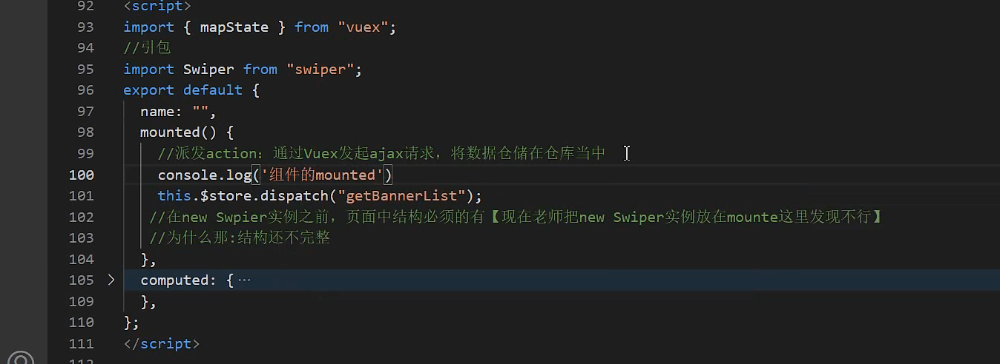 92 <script>
93 import { mapState } from "vuex";
94 //引包
95 import Swiper from "swiper";
96 export default {
97 name: "",
98 mounted() {
99 //派发action：通过Vuex发起ajax请求，将数据仓储在仓库当中
100 console.log('组件的mounted')
101 this.$store.dispatch("getBannerList");
102 //在new Swpier实例之前，页面中结构必须的有【现在老师把new Swiper实例放在mounte这里发现不行】
103 //为什么那:结构还不完整
104 },
105 computed: {···
109 },
110 };
111 </script>
112